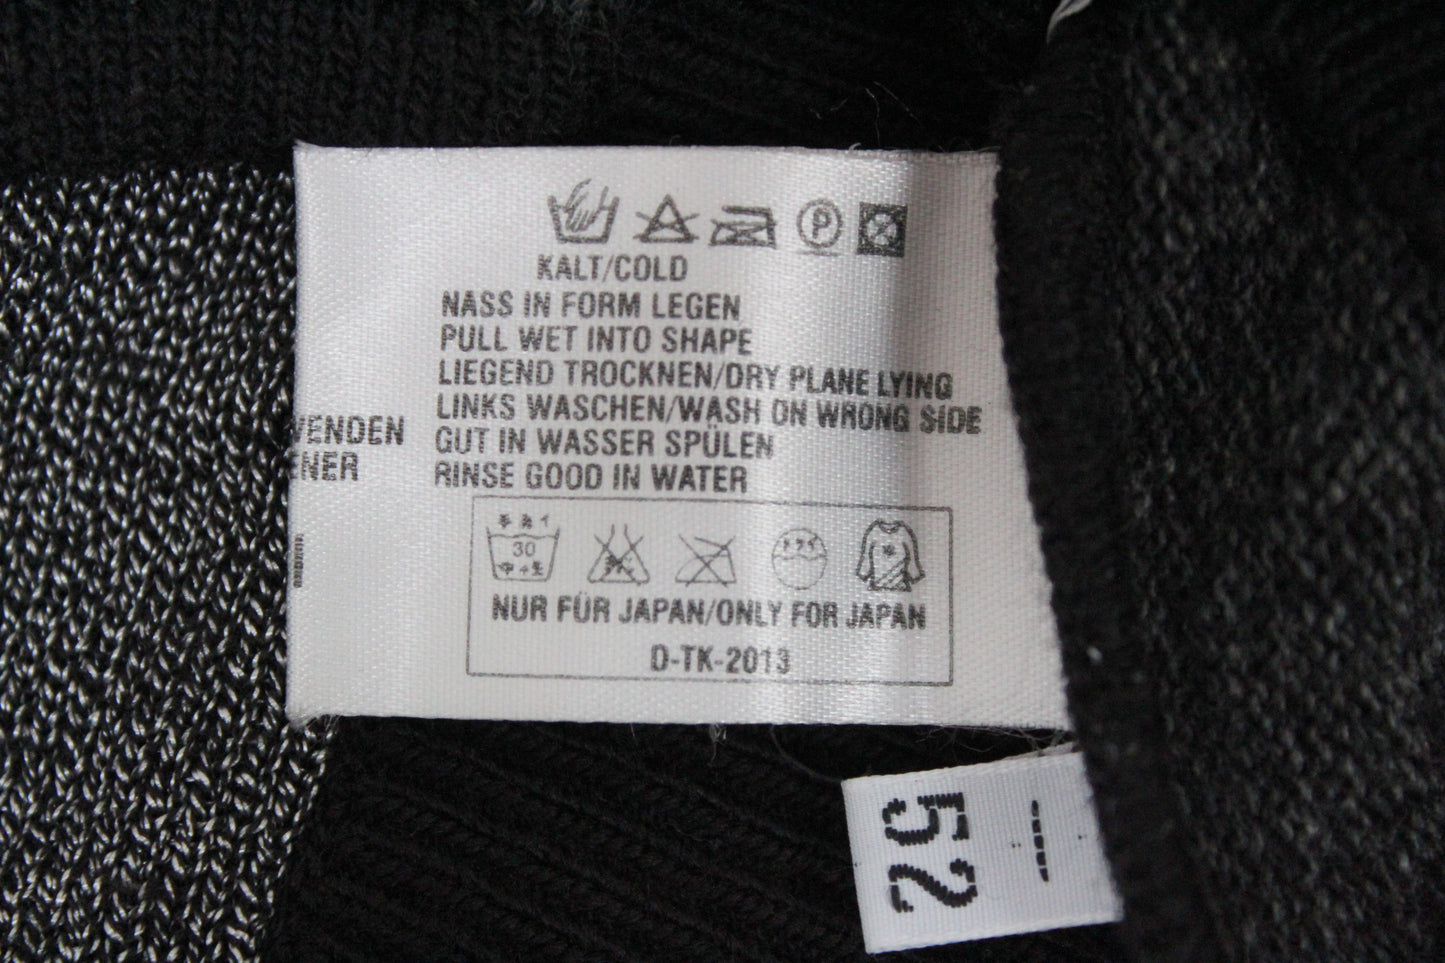 P
KALT/COLD
NASS IN FORM LEGEN
PULL WET INTO SHAPE
LIEGEND TROCKNEN/DRY PLANE LYING
LINKS WASCHEN/WASH ON WRONG SIDE
GUT IN WASSER SPÜLEN
RINSE GOOD IN WATER
VENDEN
ENER
30
NUR FÜR JAPAN/ONLY FOR JAPAN
D-TK-2013
52